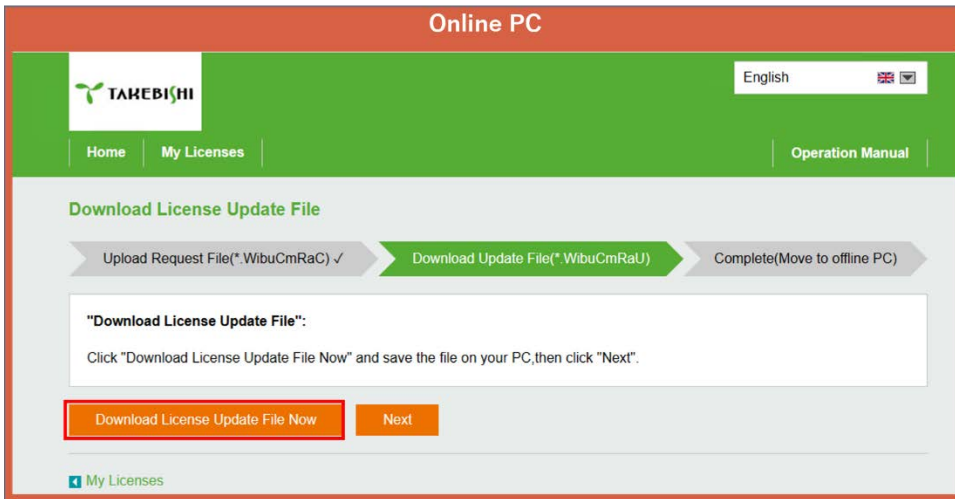 Online PC
TAKEBISHI
English
Home
My Licenses
Operation Manual
Download License Update File
Upload Request File(*.WibuCmRaC) ✓
Download Update File(*.WibuCmRaU)
Complete(Move to offline PC)
"Download License Update File":
Click "Download License Update File Now" and save the file on your PC,then click "Next".
Download License Update File Now
Next
My Licenses